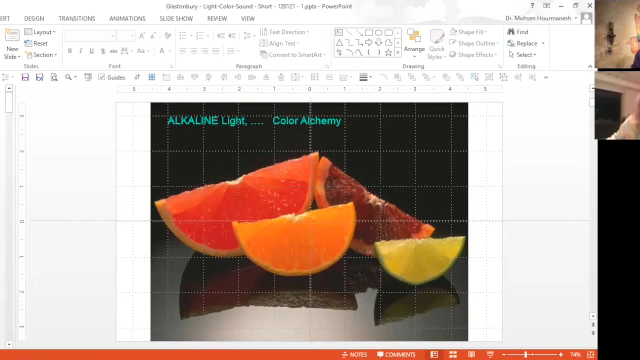 Glastonbury - Light-Color-Sound - Short - 120121 - 1.pptx - PowerPoint
DESIGN TRANSITIONS ANIMATIONS SLIDE SHOW REVIEW VIEW
Dr. Mohsen Hourmanesh
New Slide
Layout
Reset
Section
Text Direction
Align Text
Convert to SmartArt
Arrange
Quick Styles
Shape Fill
Shape Outline
Shape Effects
Find
Replace
Select
Slides Font Paragraph Drawing Editing
Guides
ALKALINE Light, .... Color Alchemy
NOTES COMMENTS 74%